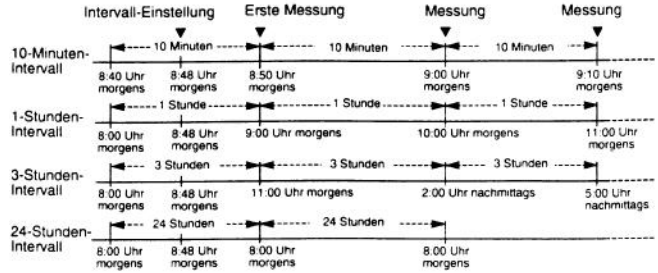 Intervall-Einstellung Erste Messung Messung Messung
10-Minuten-Intervall
10 Minuten 10 Minuten 10 Minuten
8:40 Uhr morgens 8:48 Uhr morgens 8:50 Uhr morgens 9:00 Uhr morgens 9:10 Uhr morgens
1-Stunden-Intervall
1 Stunde 1 Stunde 1 Stunde
8:00 Uhr morgens 8:48 Uhr morgens 9:00 Uhr morgens 10:00 Uhr morgens 11:00 Uhr morgens
3-Stunden-Intervall
3 Stunden 3 Stunden 3 Stunden
8:00 Uhr morgens 8:48 Uhr morgens 11:00 Uhr morgens 2:00 Uhr nachmittags 5:00 Uhr nachmittags
24-Stunden-Intervall
24 Stunden 24 Stunden
8:00 Uhr morgens 8:48 Uhr morgens 8:00 Uhr morgens 8:00 Uhr morgens